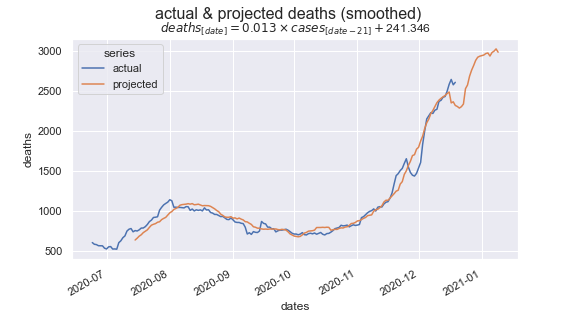 actual & projected deaths (smoothed)
deaths[date] = 0.013 × cases[date−21] + 241.346
series
actual
projected
3000
2500
2000
1500
1000
500
deaths
2020-07
2020-08
2020-09
2020-10
2020-11
2020-12
2021-01
dates